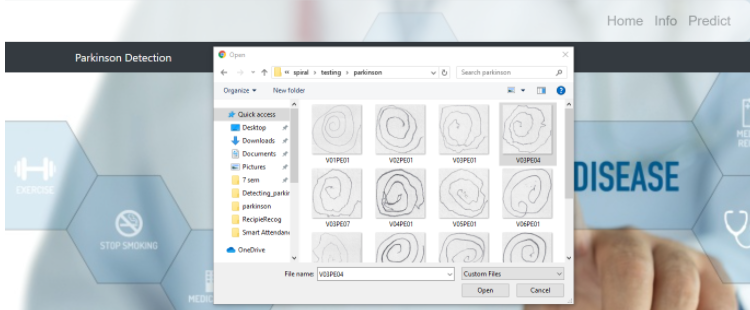 Home Info Predict
Parkinson Detection
Open
spiral › testing › parkinson
Search parkinson
Organize
New folder
Quick access
Desktop
Downloads
Documents
Pictures
7 sem
Detecting_parkir
parkinson
RecipieRecog
Smart Attendan
OneDrive
V01PE01 V02PE01 V03PE01 V03PE04
V03PE07 V04PE01 V05PE01 V06PE01
File name: V03PE04
Custom Files
Open Cancel
EXERCISE
STOP SMOKING
DISEASE